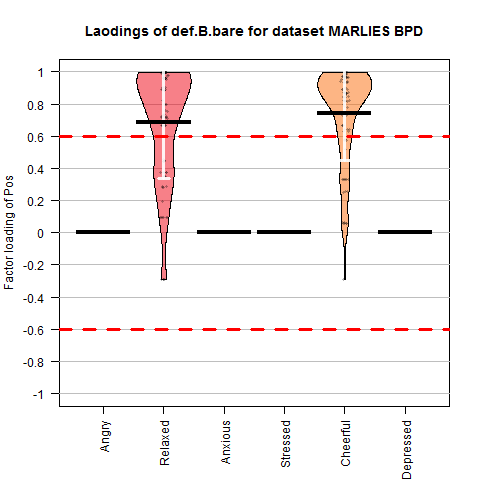 Laodings of def.B.bare for dataset MARLIES BPD
Factor loading of Pos
1
0.8
0.6
0.4
0.2
0
-0.2
-0.4
-0.6
-0.8
-1
Angry
Relaxed
Anxious
Stressed
Cheerful
Depressed